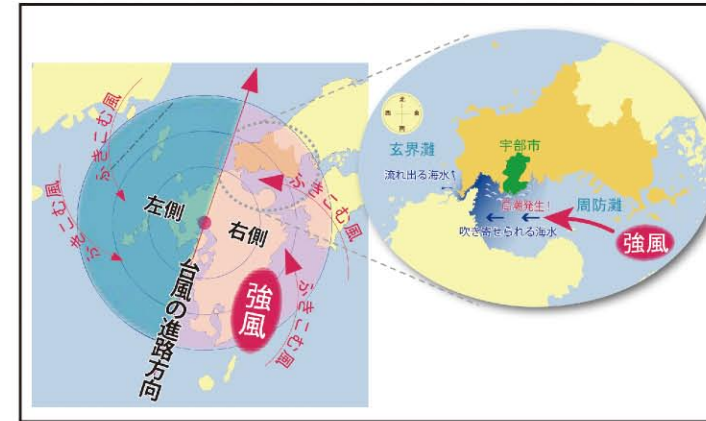 ふきこむ風
ふきこむ風
左側
右側
台風の進路方向
強風
ふきこむ風
ふきこむ風
北
西
東
南
玄界灘
宇部市
流れ出る海水
高潮発生!
周防灘
吹き寄せられる海水
強風